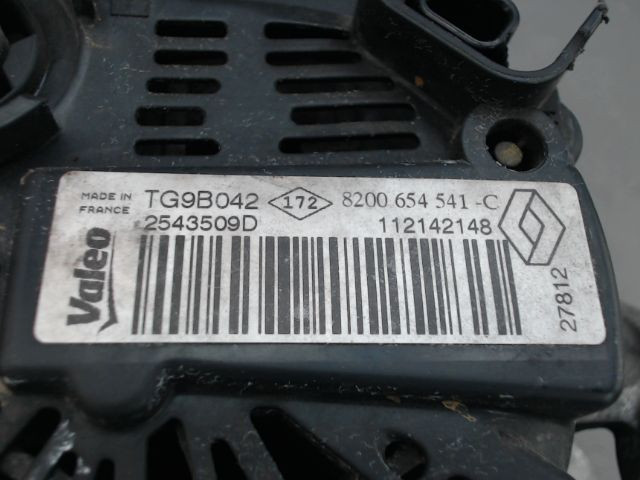 MADE IN
FRANCE
TG9B042 172 8200 654 541-C
2543509D 112142148
Valeo
27812